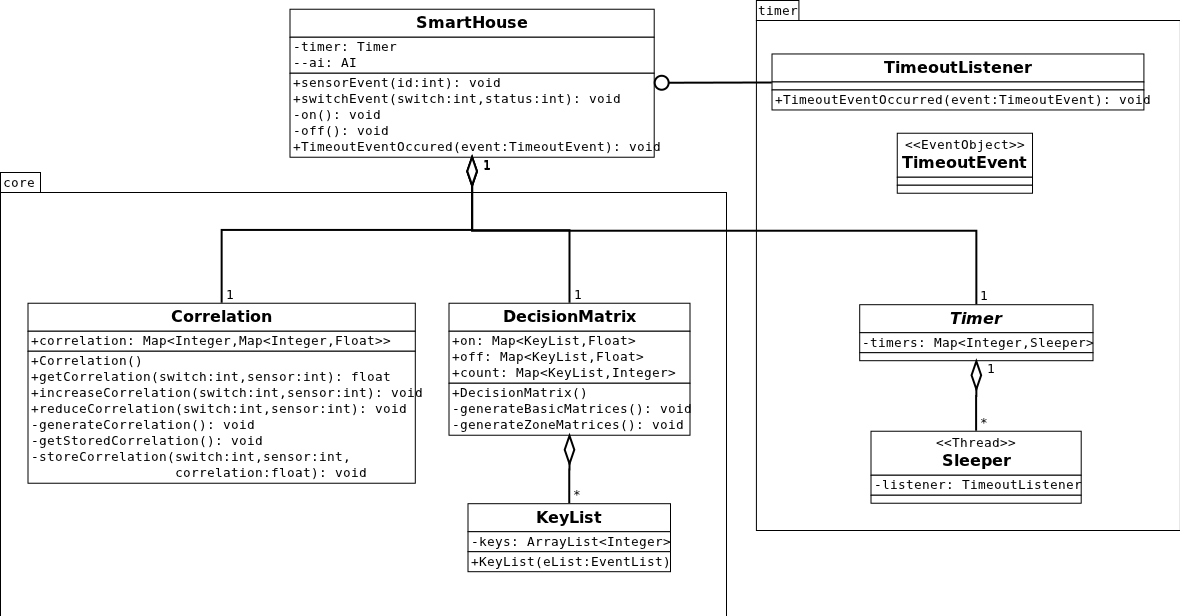 SmartHouse
-timer: Timer
--ai: AI
+sensorEvent(id:int): void
+switchEvent(switch:int,status:int): void
-on(): void
-off(): void
+TimeoutEventOccured(event:TimeoutEvent): void
1
timer
TimeoutListener
+TimeoutEventOccurred(event:TimeoutEvent): void
<<EventObject>>
TimeoutEvent
core
1
Correlation
+correlation: Map<Integer,Map<Integer,Float>>
+Correlation()
+getCorrelation(switch:int,sensor:int): float
+increaseCorrelation(switch:int,sensor:int): void
+reduceCorrelation(switch:int,sensor:int): void
-generateCorrelation(): void
-getStoredCorrelation(): void
-storeCorrelation(switch:int,sensor:int,
correlation:float): void
1
DecisionMatrix
+on: Map<KeyList,Float>
+off: Map<KeyList,Float>
+count: Map<KeyList,Integer>
+DecisionMatrix()
-generateBasicMatrices(): void
-generateZoneMatrices(): void
*
KeyList
-keys: ArrayList<Integer>
+KeyList(eList:EventList)
1
Timer
-timers: Map<Integer,Sleeper>
1
*
<<Thread>>
Sleeper
-listener: TimeoutListener